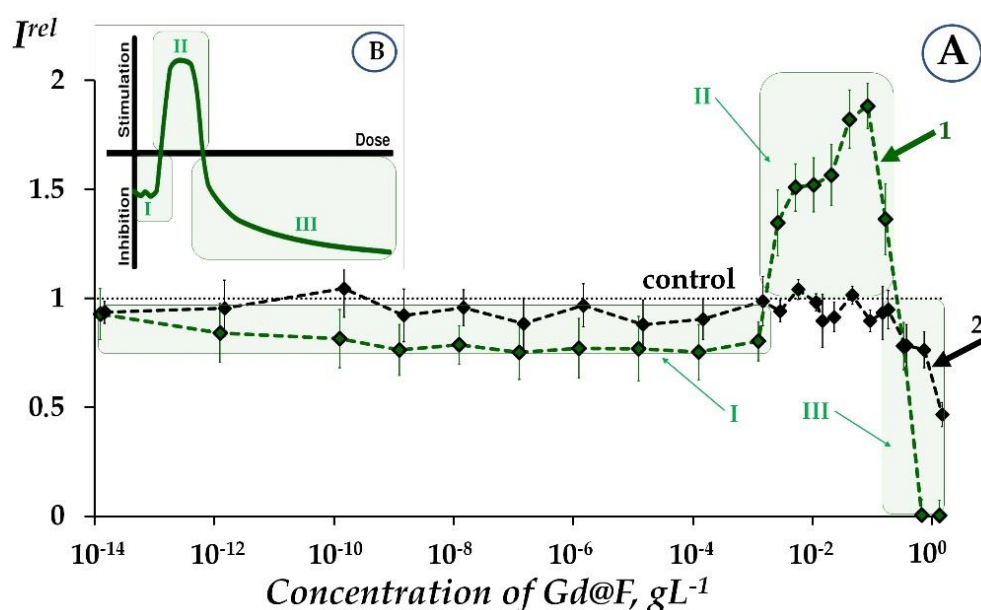 I^rel
A
B
2
1.5
1
0.5
0
Stimulation
Inhibition
Dose
I
II
III
II
1
control
2
I
III
10^-14 10^-12 10^-10 10^-8 10^-6 10^-4 10^-2 10^0
Concentration of Gd@F, gL^-1